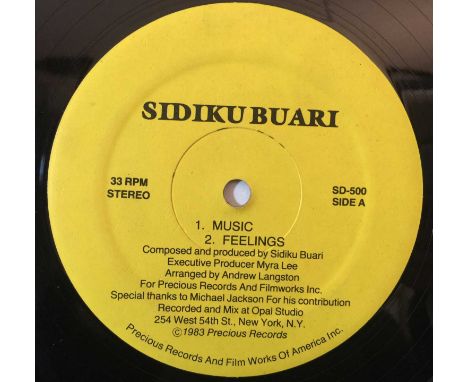 SIDIKU BUARI
33 RPM
STEREO
SD-500
SIDE A
1. MUSIC
2. FEELINGS
Composed and produced by Sidiku Buari
Executive Producer Myra Lee
Arranged by Andrew Langston
For Precious Records And Filmworks Inc.
Special thanks to Michael Jackson For his contribution
Recorded and Mix at Opal Studio
254 West 54th St., New York, N.Y.
©1983 Precious Records
Precious Records And Film Works Of America Inc.